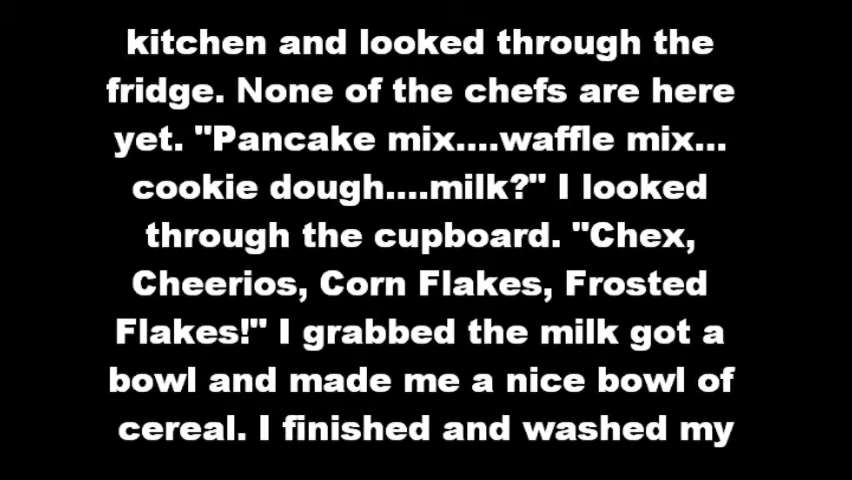 kitchen and looked through the
fridge. None of the chefs are here
yet. "Pancake mix....waffle mix...
cookie dough....milk?" I looked
through the cupboard. "Chex,
Cheerios, Corn Flakes, Frosted
Flakes!" I grabbed the milk got a
bowl and made me a nice bowl of
cereal. I finished and washed my